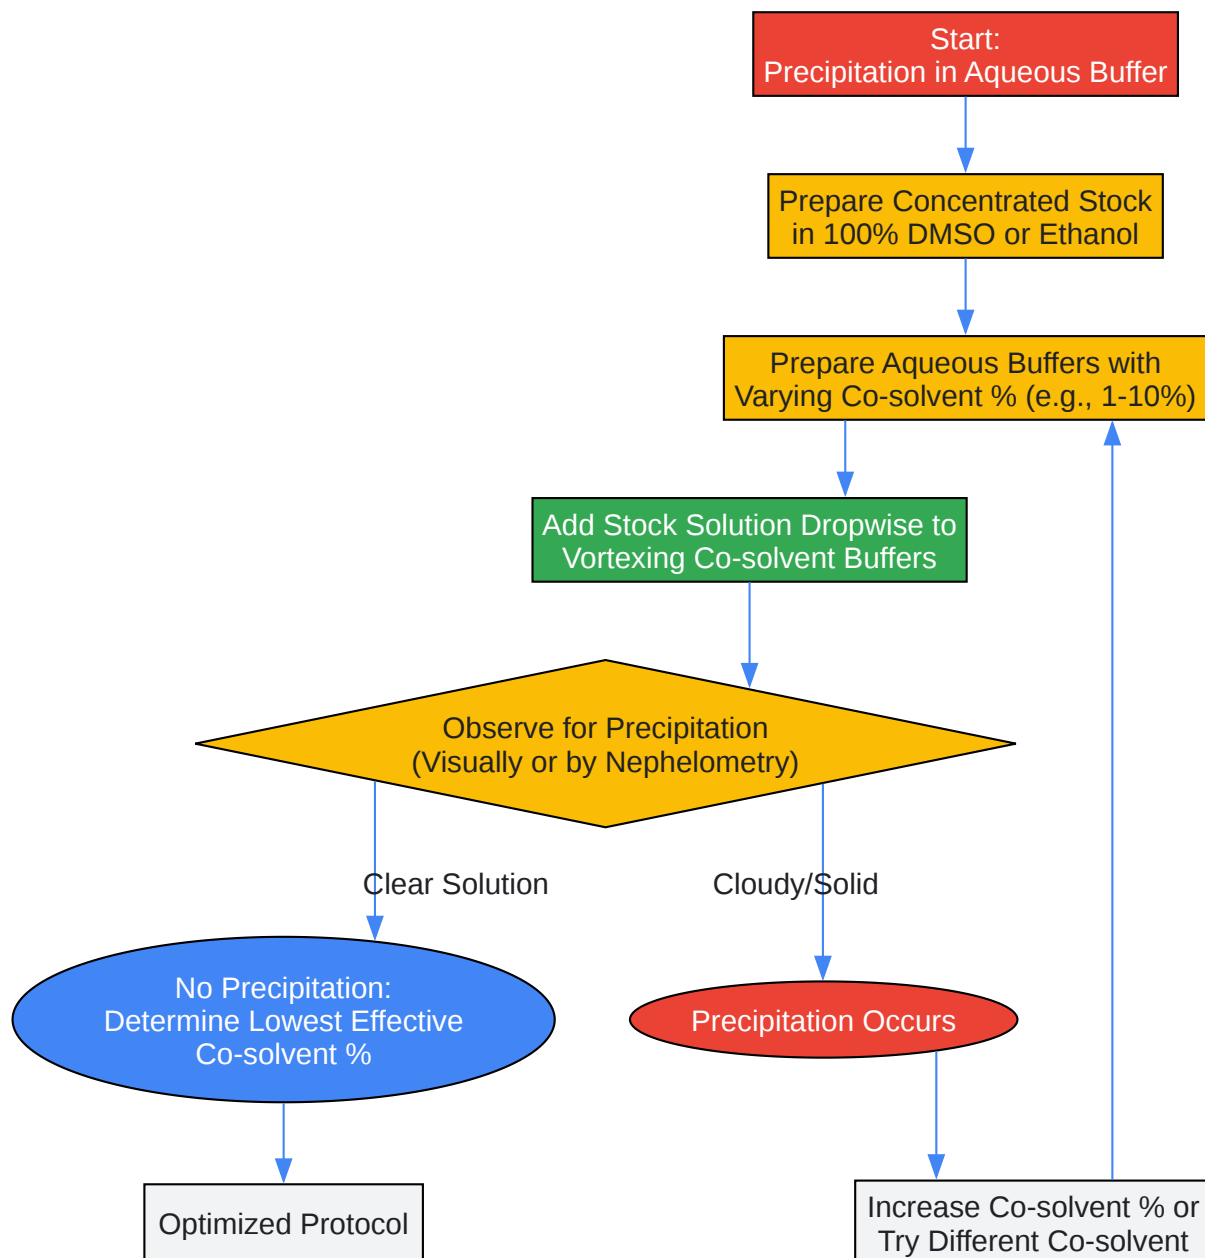 Start:
Precipitation in Aqueous Buffer
Prepare Concentrated Stock
in 100% DMSO or Ethanol
Prepare Aqueous Buffers with
Varying Co-solvent % (e.g., 1-10%)
Add Stock Solution Dropwise to
Vortexing Co-solvent Buffers
Observe for Precipitation
(Visually or by Nephelometry)
Clear Solution
Cloudy/Solid
No Precipitation:
Determine Lowest Effective
Co-solvent %
Precipitation Occurs
Optimized Protocol
Increase Co-solvent % or
Try Different Co-solvent